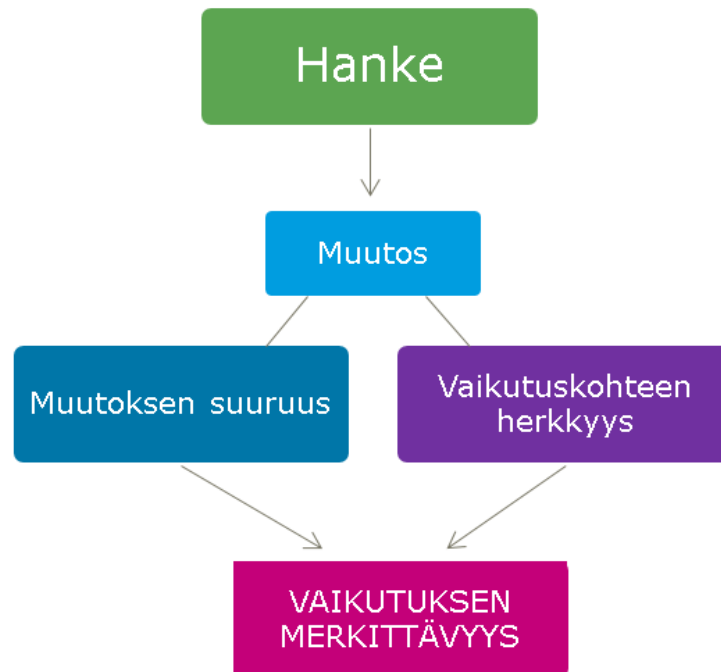 Hanke
Muutos
Muutoksen suuruus
Vaikutuskohteen
herkkyys
VAIKUTUKSEN
MERKITTÄVYYS